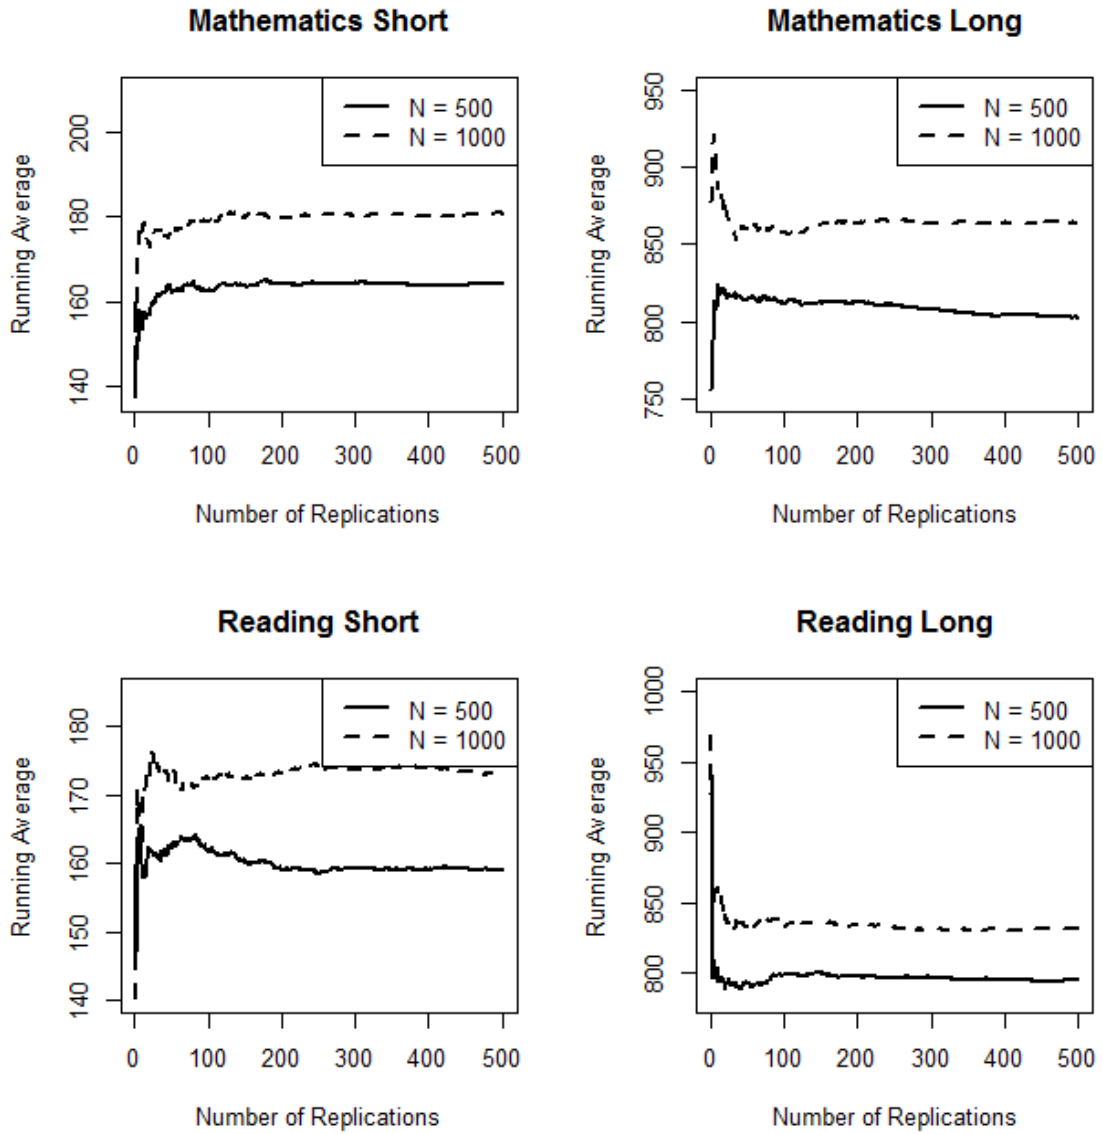 Mathematics Short
Running Average
200
180
160
140
N = 500
N = 1000
0 100 200 300 400 500
Number of Replications
Mathematics Long
Running Average
950
900
850
800
750
N = 500
N = 1000
0 100 200 300 400 500
Number of Replications
Reading Short
Running Average
180
170
160
150
140
N = 500
N = 1000
0 100 200 300 400 500
Number of Replications
Reading Long
Running Average
1000
950
900
850
800
N = 500
N = 1000
0 100 200 300 400 500
Number of Replications